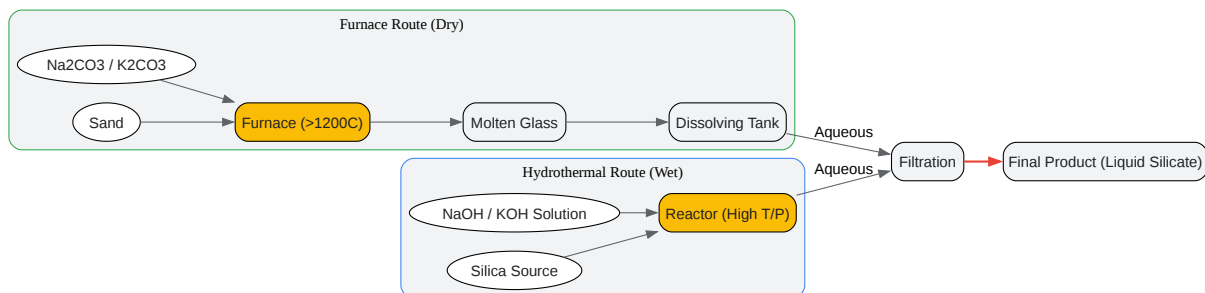 Furnace Route (Dry)
Na2CO3 / K2CO3
Sand
Furnace (>1200C)
Molten Glass
Dissolving Tank
Aqueous
Filtration
Final Product (Liquid Silicate)
Aqueous
Hydrothermal Route (Wet)
NaOH / KOH Solution
Reactor (High T/P)
Silica Source